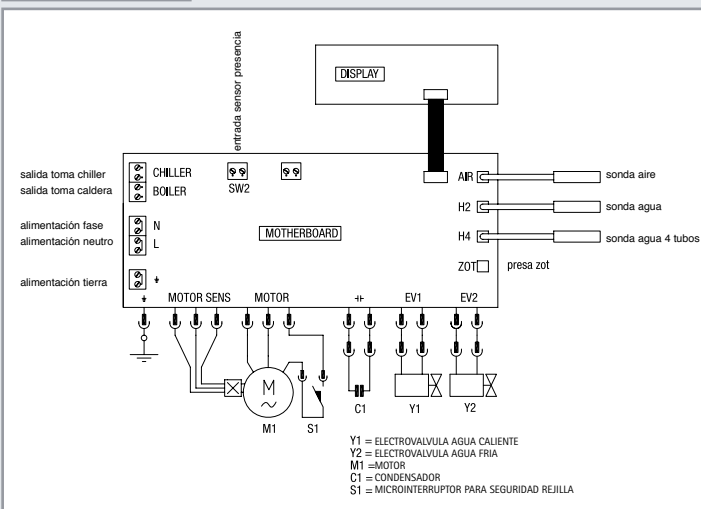 DISPLAY
entrada sensor presencia
salida toma chiller
CHILLER
salida toma caldera
BOILER
SW2
AIR
sonda aire
H2
sonda agua
H4
sonda agua 4 tubos
alimentación fase
N
alimentación neutro
L
MOTHERBOARD
ZOT
presa zot
alimentación tierra
MOTOR SENS
MOTOR
EV1
EV2
M
~
M1
S1
C1
Y1
Y2
Y1 = ELECTROVALVULA AGUA CALIENTE
Y2 = ELECTROVALVULA AGUA FRIA
M1 =MOTOR
C1 = CONDENSADOR
S1 = MICROINTERRUPTOR PARA SEGURIDAD REJILLA